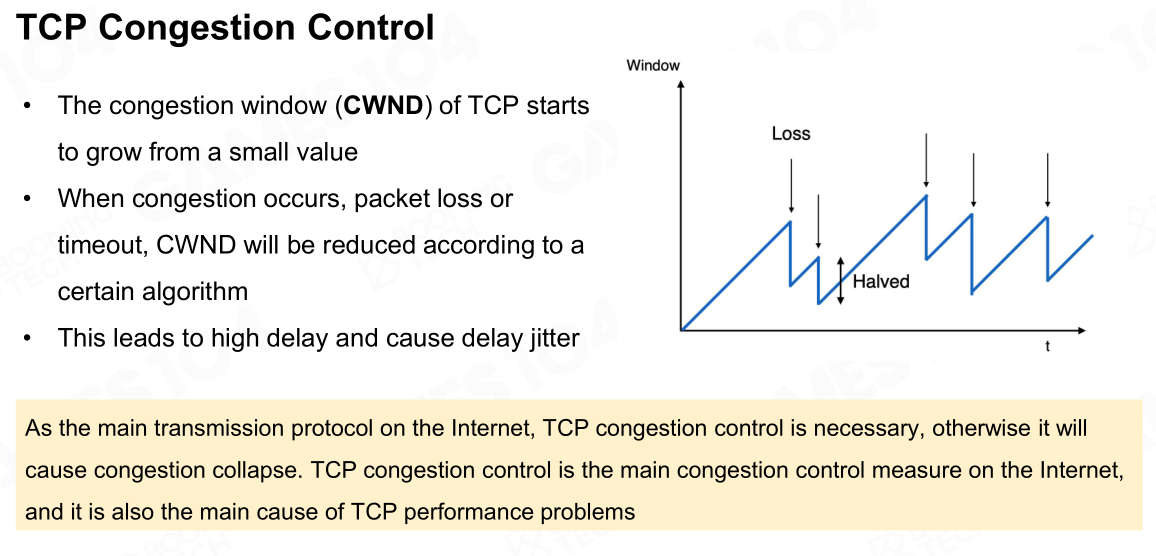 TCP Congestion Control
• The congestion window (CWND) of TCP starts
to grow from a small value
• When congestion occurs, packet loss or
timeout, CWND will be reduced according to a
certain algorithm
• This leads to high delay and cause delay jitter
Window
Loss
Halved
t
As the main transmission protocol on the Internet, TCP congestion control is necessary, otherwise it will
cause congestion collapse. TCP congestion control is the main congestion control measure on the Internet,
and it is also the main cause of TCP performance problems